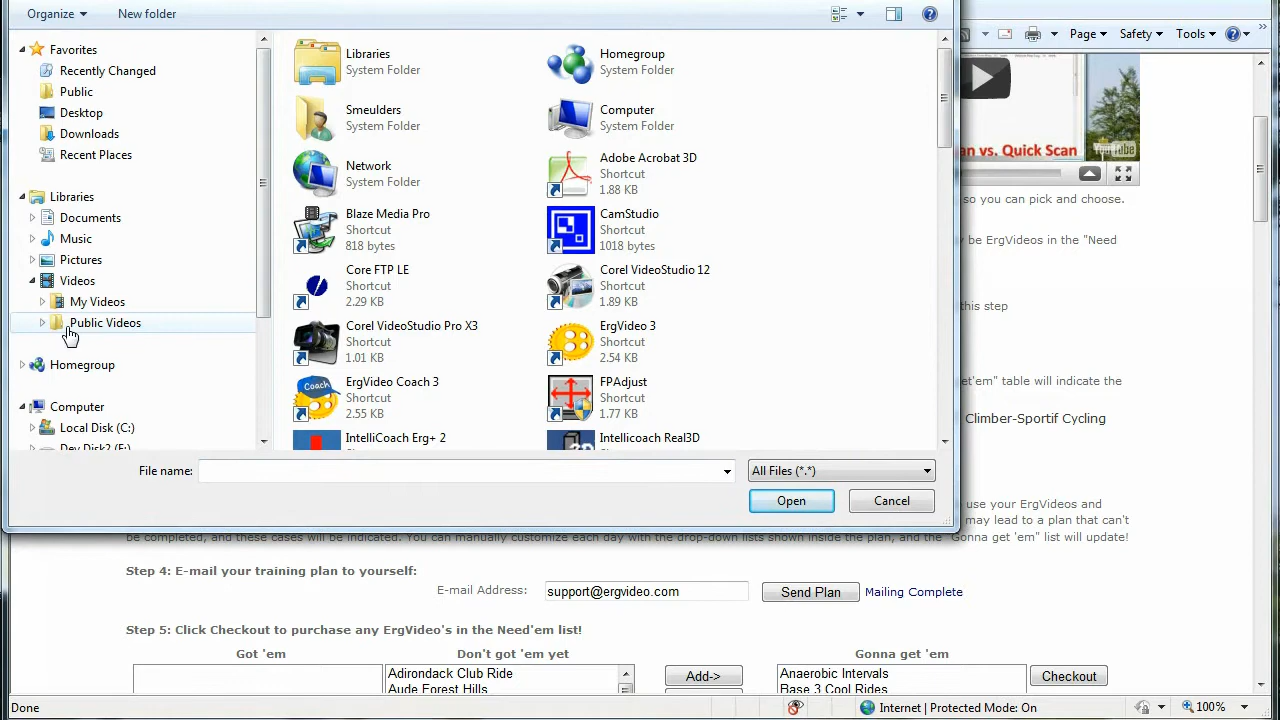 Organize
New folder
Page
Safety
Tools
Favorites
Recently Changed
Public
Desktop
Downloads
Recent Places
Libraries
Documents
Music
Pictures
Videos
My Videos
Public Videos
Homegroup
Computer
Local Disk (C:)
Dev Disk2 (E:)
Libraries
System Folder
Homegroup
System Folder
Smeulders
System Folder
Computer
System Folder
Network
System Folder
Adobe Acrobat 3D
Shortcut
1.88 KB
Blaze Media Pro
Shortcut
818 bytes
CamStudio
Shortcut
1018 bytes
Core FTP LE
Shortcut
2.29 KB
Corel VideoStudio 12
Shortcut
1.89 KB
Corel VideoStudio Pro X3
Shortcut
1.01 KB
ErgVideo 3
Shortcut
2.54 KB
Coach
ErgVideo Coach 3
Shortcut
2.55 KB
FPAdjust
Shortcut
1.77 KB
IntelliCoach Erg+ 2
Intellicoach Real3D
File name:
All Files (*.*)
Open
Cancel
an vs. Quick Scan
YouTube
so you can pick and choose.
y be ErgVideos in the "Need
this step
et'em" table will indicate the
Climber-Sportif Cycling
use your ErgVideos and
may lead to a plan that can't
be completed, and these cases will be indicated. You can manually customize each day with the drop-down lists shown inside the plan, and the "Gonna get 'em" list will update!
Step 4: E-mail your training plan to yourself:
E-mail Address:
support@ergvideo.com
Send Plan
Mailing Complete
Step 5: Click Checkout to purchase any ErgVideo's in the Need'em list!
Got 'em
Don't got 'em yet
Gonna get 'em
Adirondack Club Ride
Aude Forest Hills
Add->
Anaerobic Intervals
Base 3 Cool Rides
Checkout
Done
Internet | Protected Mode: On
100%